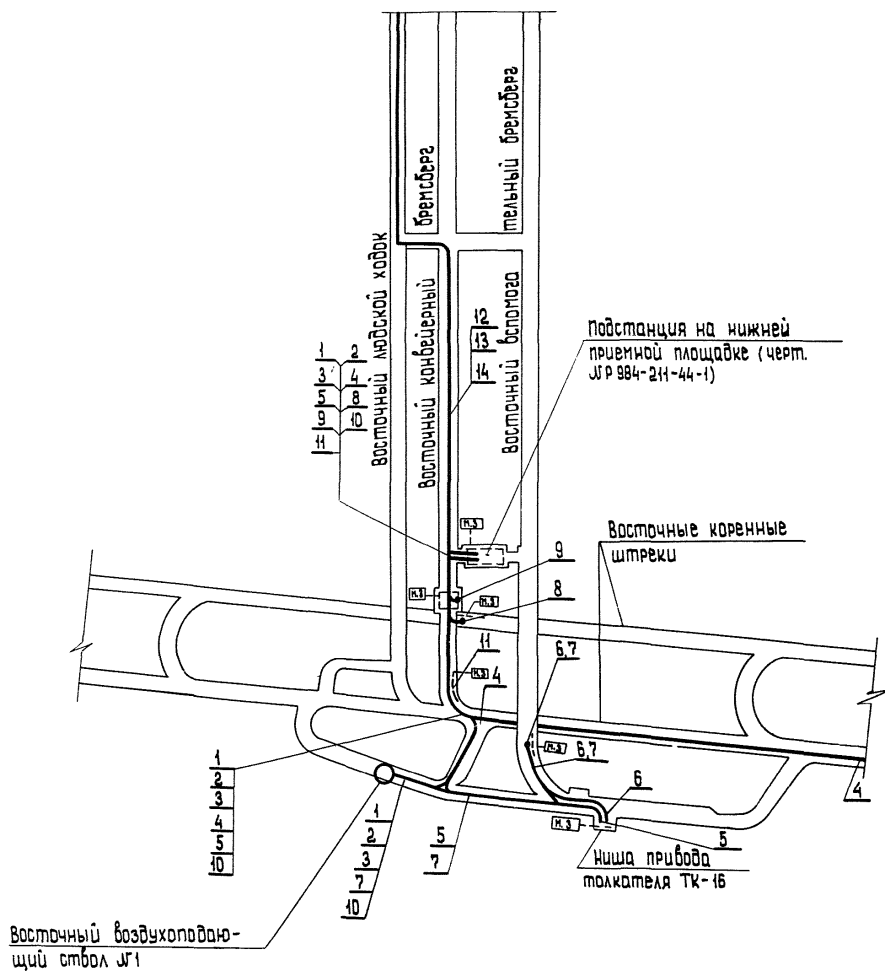 бремсберг
тельный бремсберг
Восточный людской ходок
Восточный конвейерный
Восточный вспомога
12
13
14
Подстанция на нижней
приемной площадке (черт.
№Р 984-211-44-1)
1 2
3 4
5 8
9 10
11
м.э
Восточные коренные
штреки
9
м.э
м.э
8
11
м.э
4
6,7
м.э
6,7
1
2
3
4
5
10
4
6
1
2
3
7
10
5
7
м.э
5
Ниша привода
толкателя ТК-16
Восточный воздухоподаю-
щий ствол №1